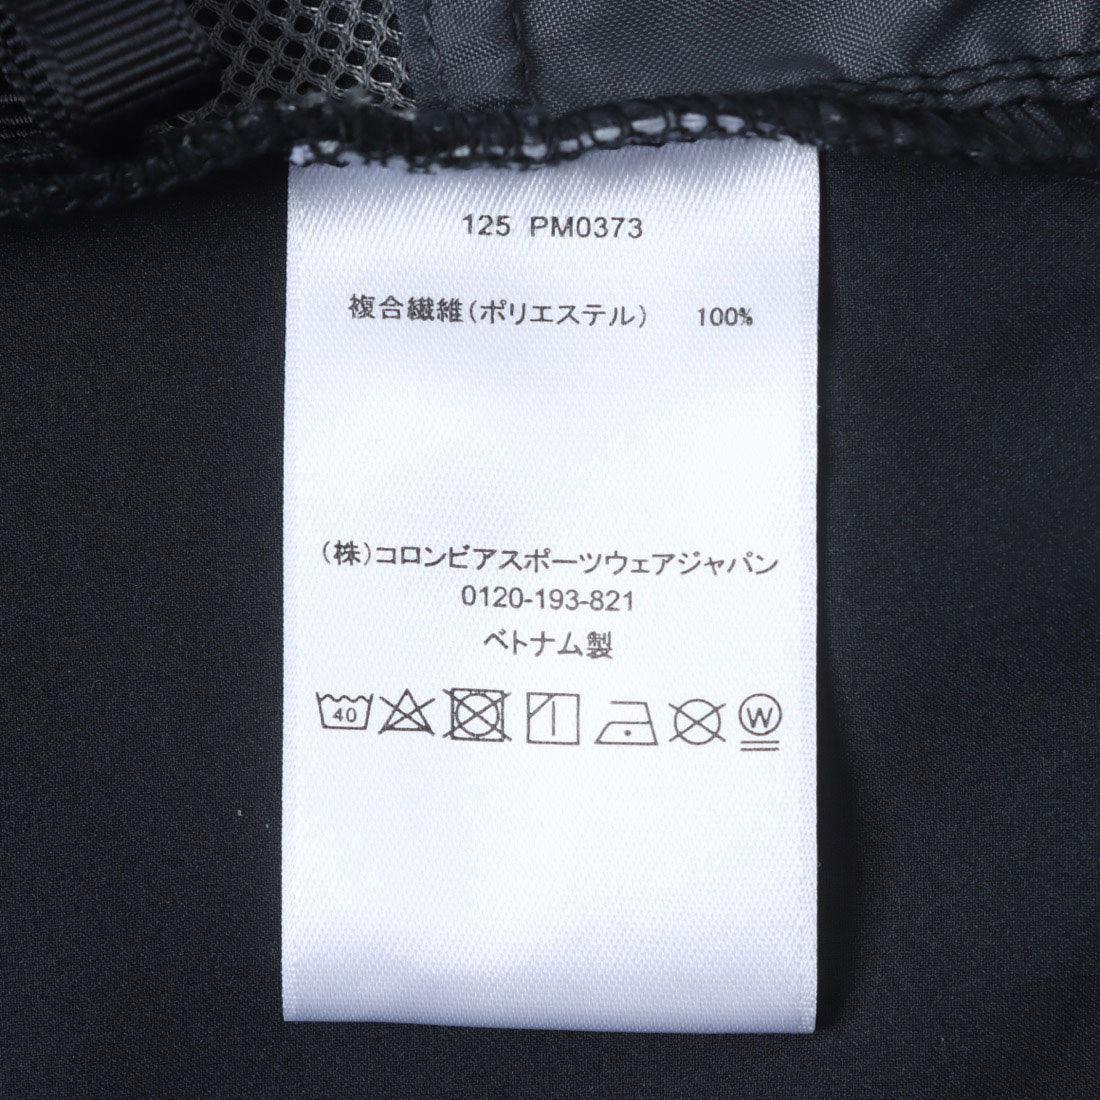 125 PM0373
複合繊維(ポリエステル) 100%
(株)コロンビアスポーツウェアジャパン
0120-193-821
ベトナム製
40 W